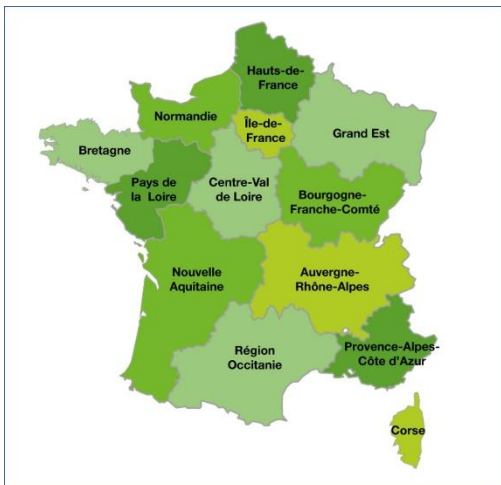 Hauts-de-
France
Normandie
Île-de-
France
Grand Est
Bretagne
Pays de
la Loire
Centre-Val
de Loire
Bourgogne-
Franche-Comté
Nouvelle
Aquitaine
Auvergne-
Rhône-Alpes
Région
Occitanie
Provence-Alpes-
Côte d'Azur
Corse